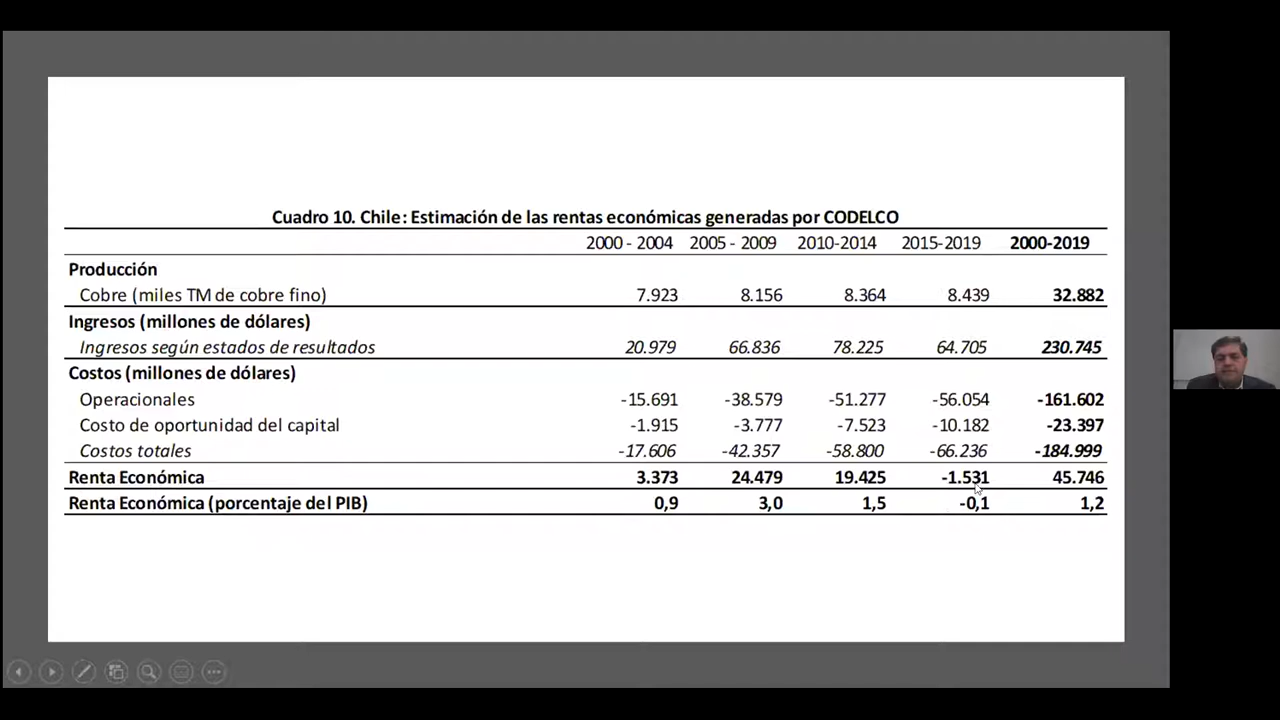 Cuadro 10. Chile: Estimación de las rentas económicas generadas por CODELCO
2000 - 2004 2005 - 2009 2010-2014 2015-2019 2000-2019
Producción
Cobre (miles TM de cobre fino) 7.923 8.156 8.364 8.439 32.882
Ingresos (millones de dólares)
Ingresos según estados de resultados 20.979 66.836 78.225 64.705 230.745
Costos (millones de dólares)
Operacionales -15.691 -38.579 -51.277 -56.054 -161.602
Costo de oportunidad del capital -1.915 -3.777 -7.523 -10.182 -23.397
Costos totales -17.606 -42.357 -58.800 -66.236 -184.999
Renta Económica 3.373 24.479 19.425 -1.531 45.746
Renta Económica (porcentaje del PIB) 0,9 3,0 1,5 -0,1 1,2